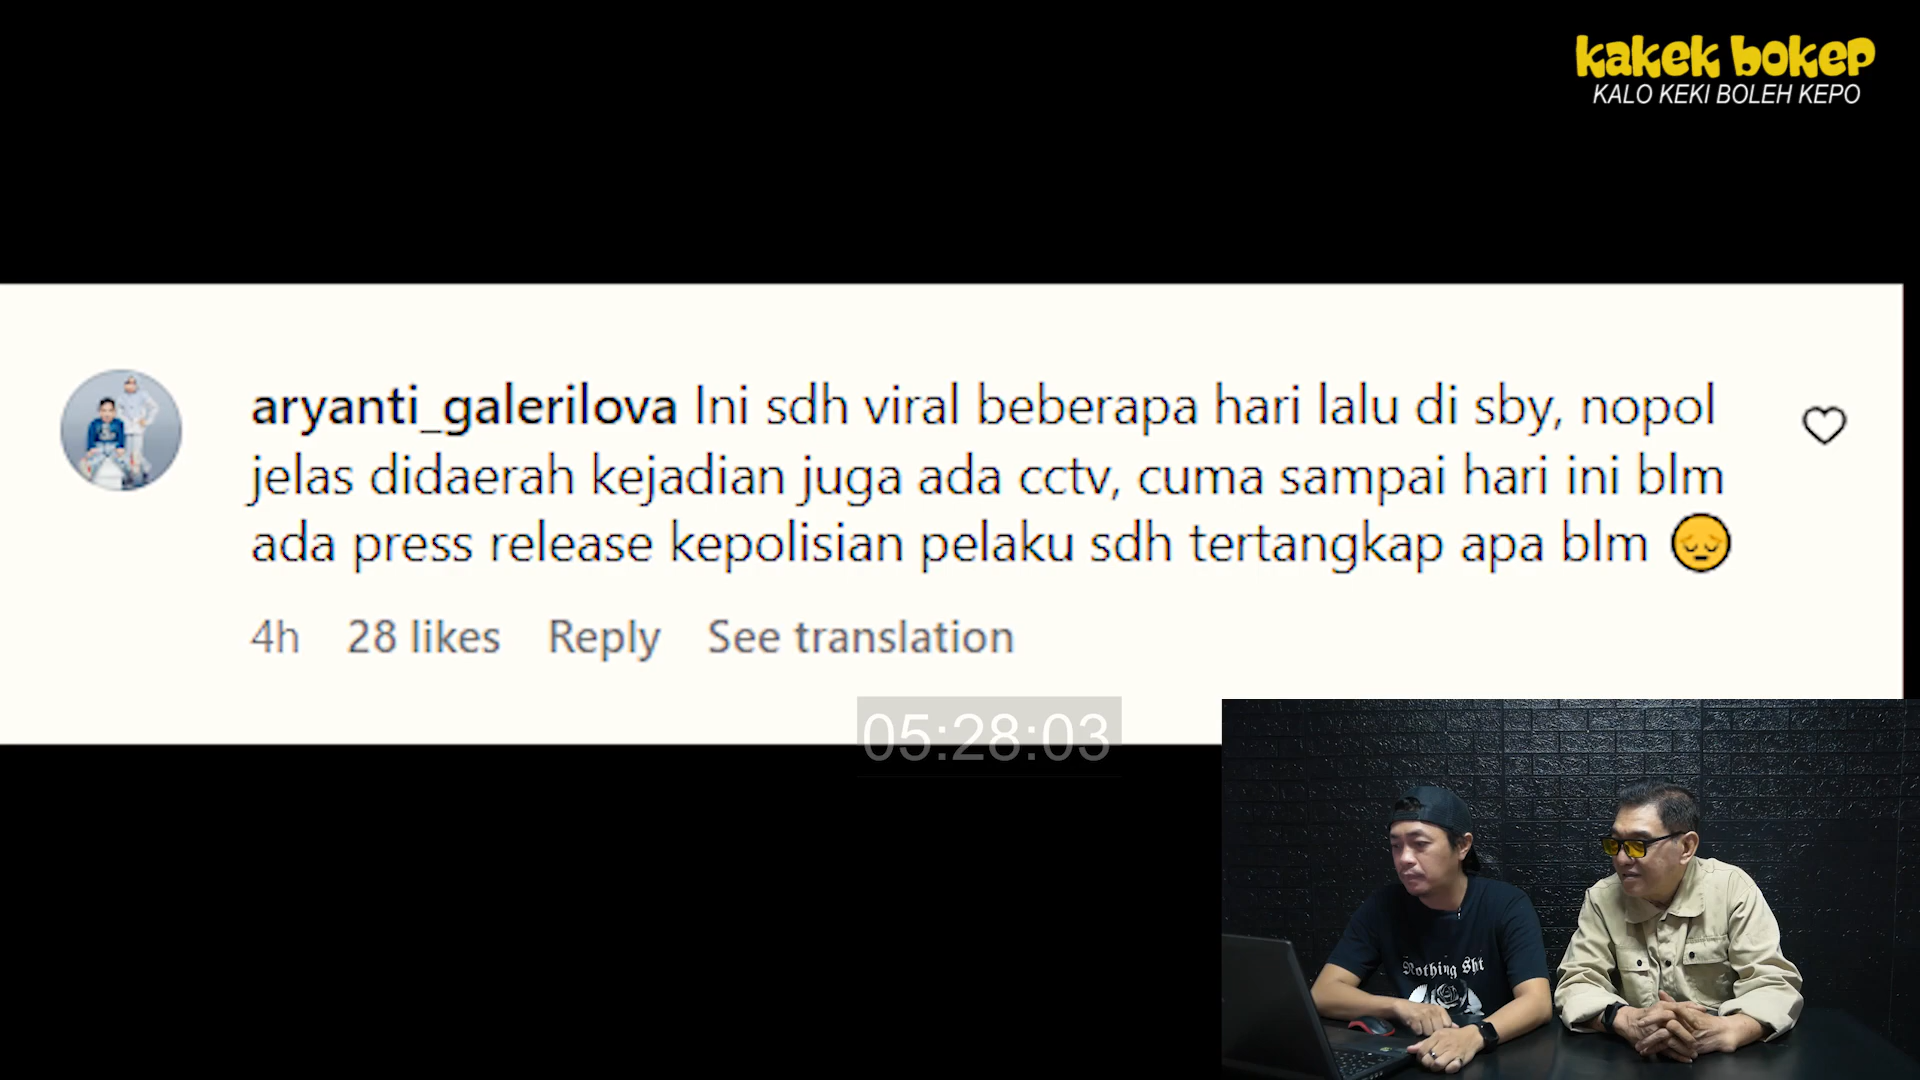 kakek bokep
KALO KEKI BOLEH KEPO
aryanti_galerilova Ini sdh viral beberapa hari lalu di sby, nopol
jelas didaerah kejadian juga ada cctv, cuma sampai hari ini blm
ada press release kepolisian pelaku sdh tertangkap apa blm 😔
4h 28 likes Reply See translation
05:28:03
Nothing Sht